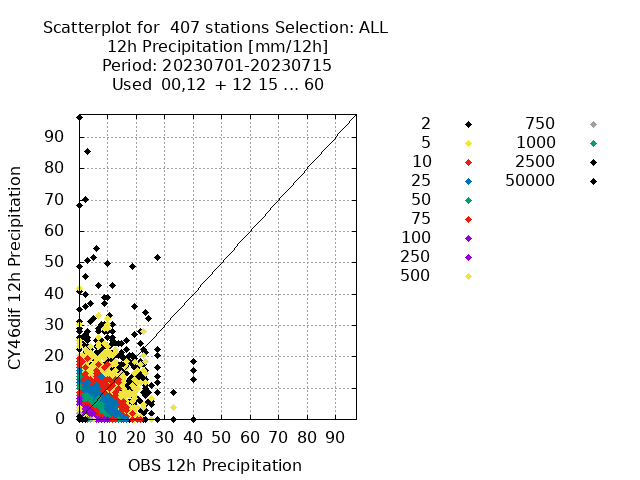 Scatterplot for  407 stations Selection: ALL
12h Precipitation [mm/12h]
Period: 20230701-20230715
Used  00,12  + 12 15 ... 60
2 750
5 1000
10 2500
25 50000
50
75
100
250
500
CY46dif 12h Precipitation
90
80
70
60
50
40
30
20
10
0
0 10 20 30 40 50 60 70 80 90
OBS 12h Precipitation